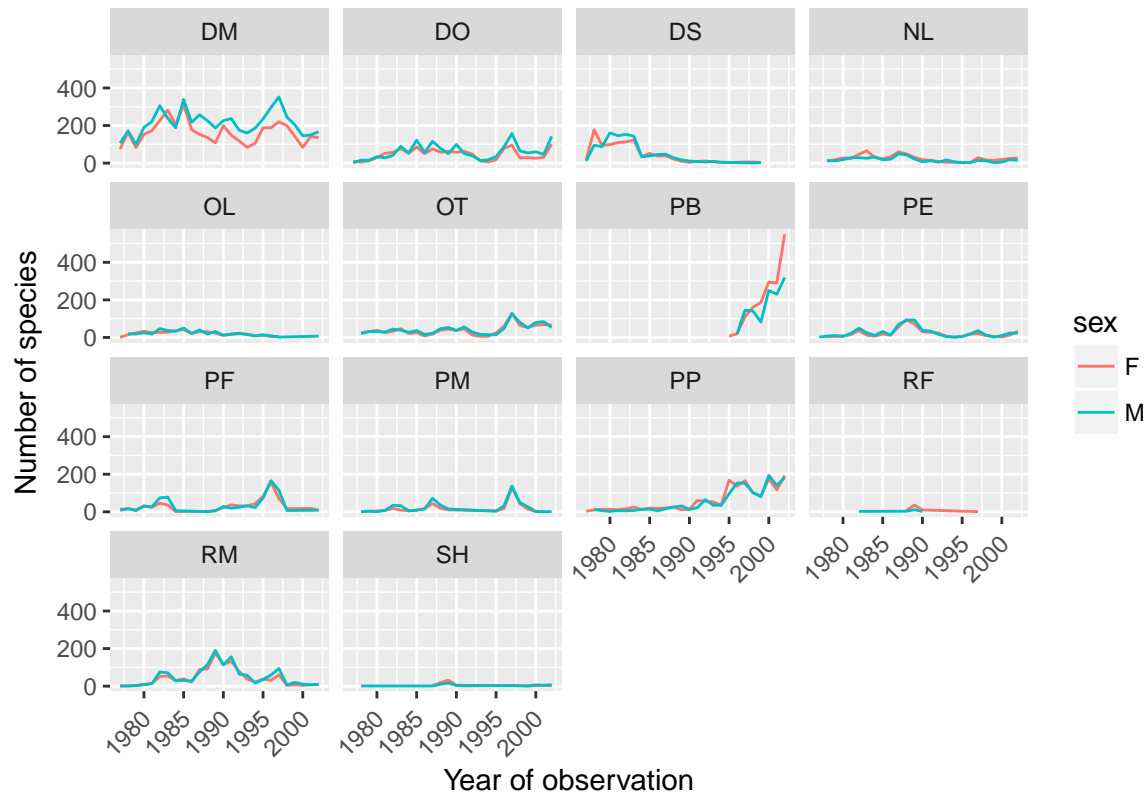 DM DO DS NL
400
200
0
OL OT PB PE
400
200
0
PF PM PP RF
400
200
0
RM SH
1980 1985 1990 1995 2000 1980 1985 1990 1995 2000
400
200
0
1980 1985 1990 1995 2000 1980 1985 1990 1995 2000
Number of species
Year of observation
sex
F
M